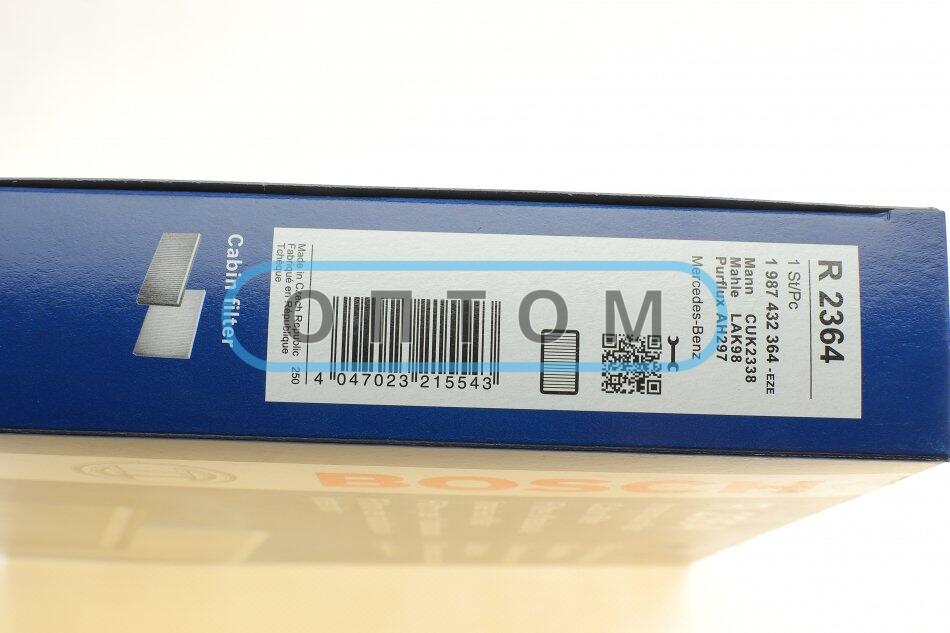 R 2364
1 St/Pc
1 987 432 364 -EZE
Mann CUK2338
Mahle LAK98
Purflux AH297
Mercedes-Benz
Made in Czech Republic 250
Fabriqué en République
Tchèque
4 047023 215543
Cabin filter
ОПТОМ
BOSCH